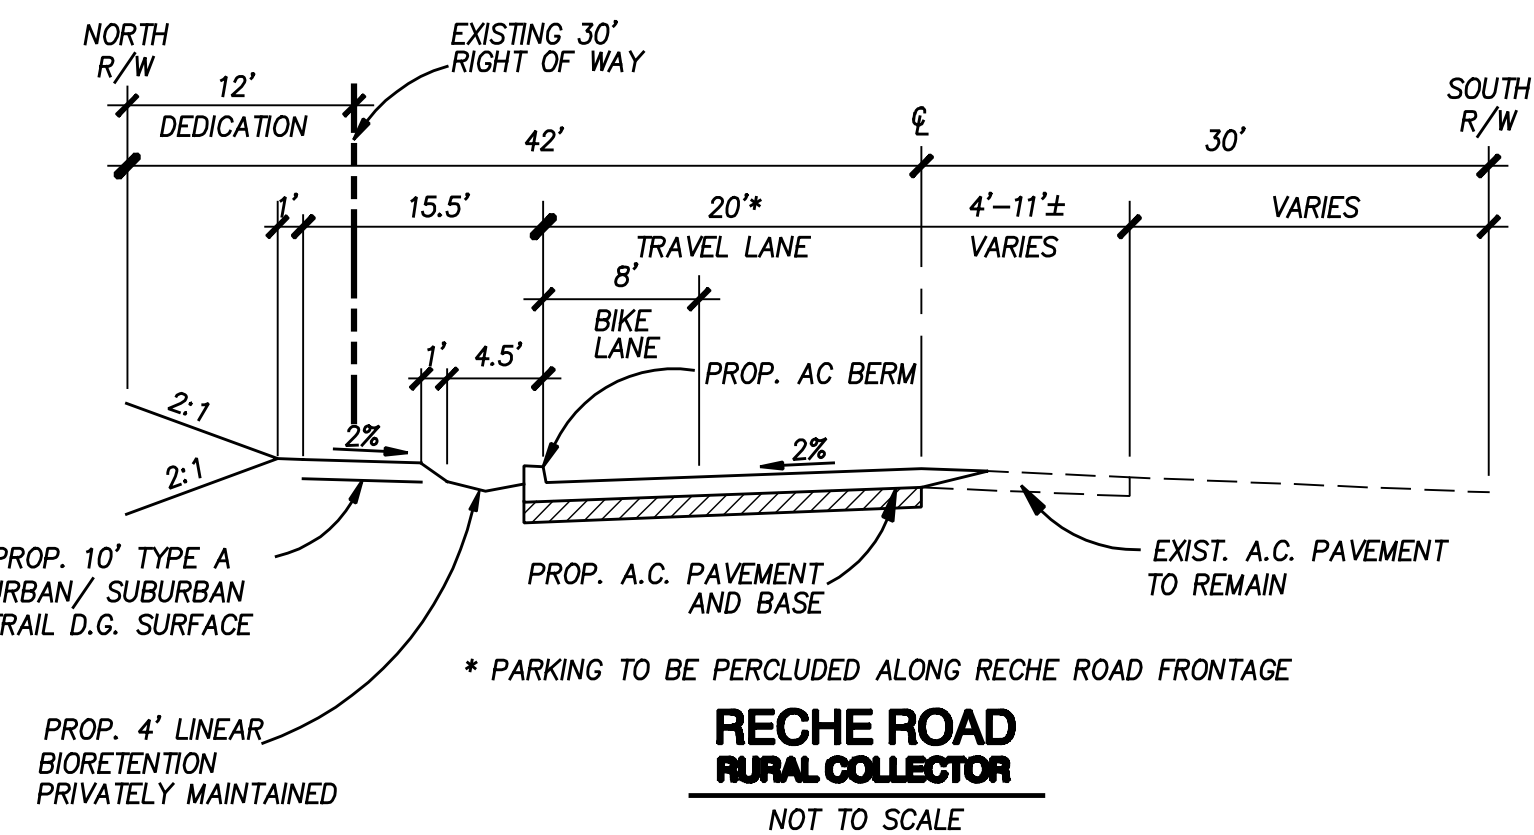 NORTH
R/W
EXISTING 30'
RIGHT OF WAY
12'
DEDICATION
SOUTH
R/W
℄
42'
30'
1'
15.5'
20'*
TRAVEL LANE
4'-11'±
VARIES
VARIES
8'
BIKE
LANE
1'
4.5'
PROP. AC BERM
2:1
2:1
2%
2%
PROP. 10' TYPE A
URBAN/ SUBURBAN
TRAIL D.G. SURFACE
PROP. A.C. PAVEMENT
AND BASE
EXIST. A.C. PAVEMENT
TO REMAIN
* PARKING TO BE PERCLUDED ALONG RECHE ROAD FRONTAGE
PROP. 4' LINEAR
BIORETENTION
PRIVATELY MAINTAINED
RECHE ROAD
RURAL COLLECTOR
NOT TO SCALE